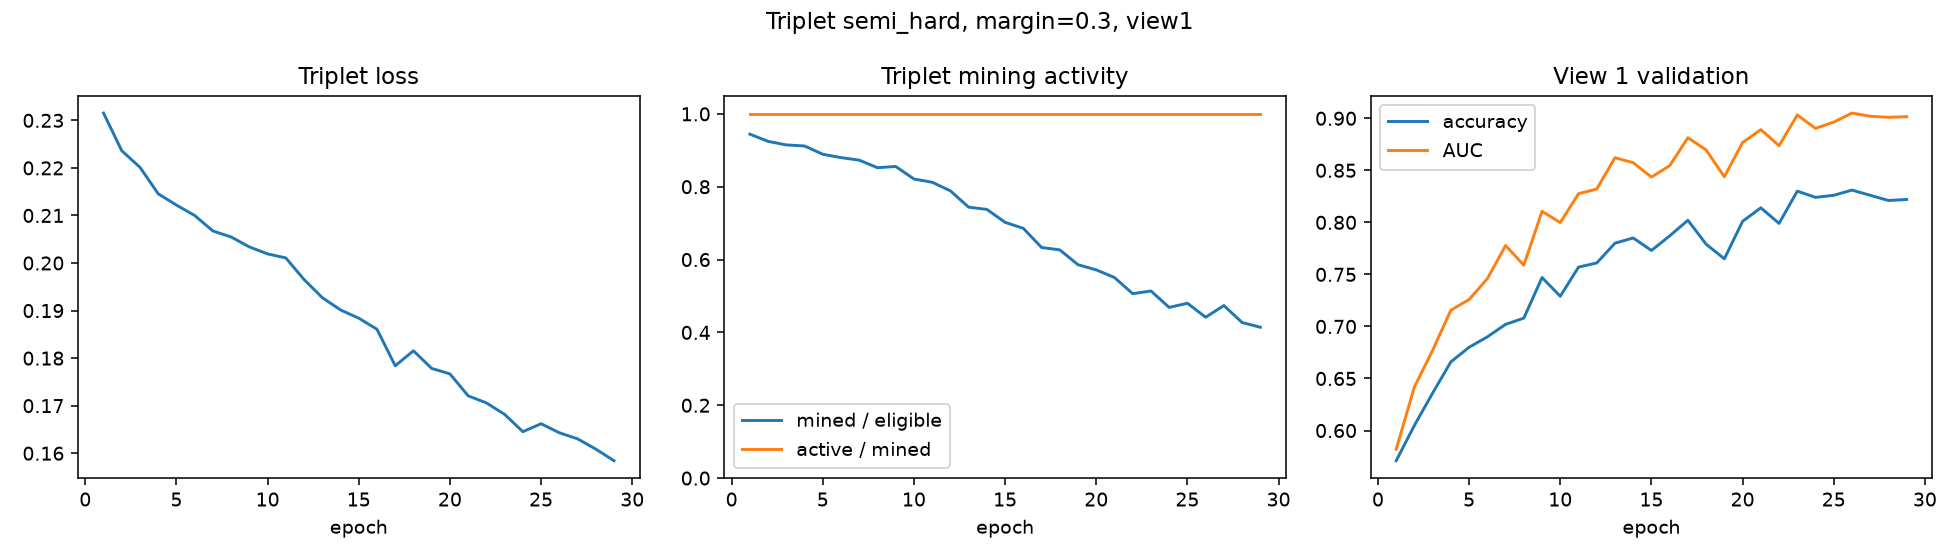 Triplet semi_hard, margin=0.3, view1
Triplet loss
0.23
0.22
0.21
0.20
0.19
0.18
0.17
0.16
0 5 10 15 20 25 30
epoch
Triplet mining activity
1.0
0.8
0.6
0.4
0.2
0.0
mined / eligible
active / mined
0 5 10 15 20 25 30
epoch
View 1 validation
accuracy
AUC
0.90
0.85
0.80
0.75
0.70
0.65
0.60
0 5 10 15 20 25 30
epoch